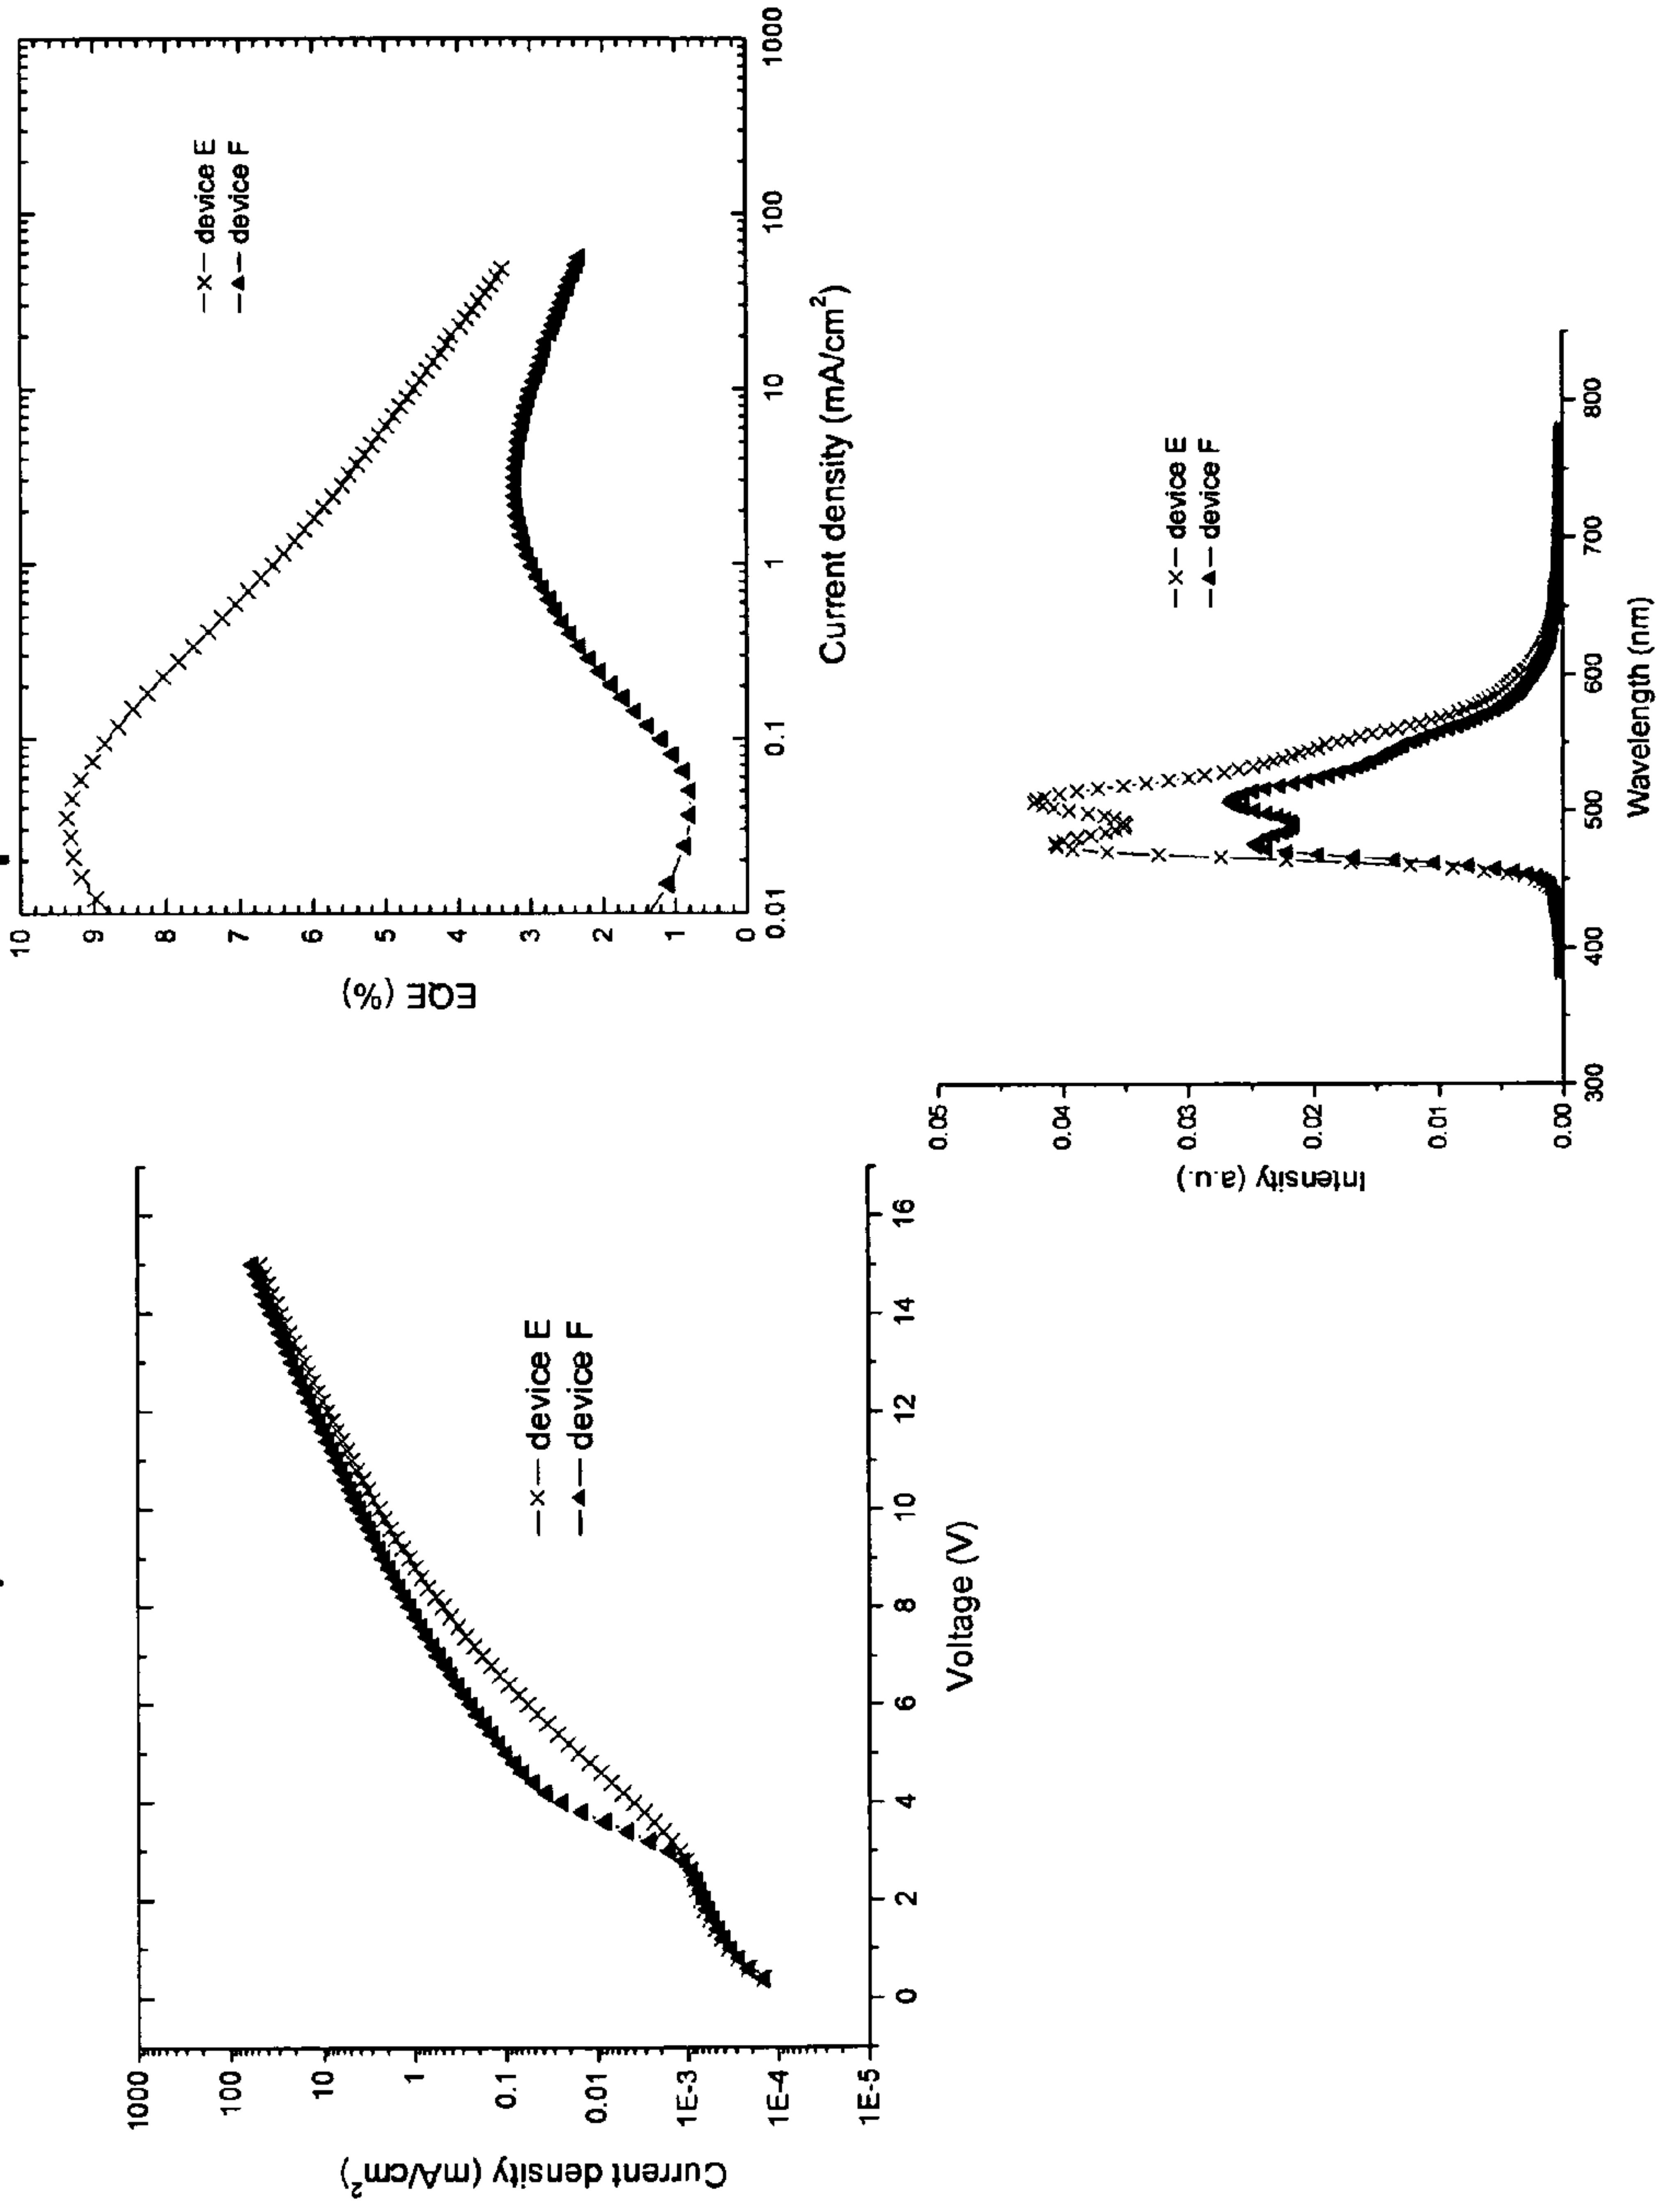 1000
100
10
1
0.1
0.01
1E-3
1E-4
1E-5
Current density (mA/cm²)
0
2
4
6
8
10
12
14
16
Voltage (V)
device E
device F
10
9
8
7
6
5
4
3
2
1
0
EQE (%)
0.01
0.1
1
10
100
1000
Current density (mA/cm²)
device E
device F
0.05
0.04
0.03
0.02
0.01
0.00
Intensity (a.u.)
300
400
500
600
700
800
Wavelength (nm)
device E
device F